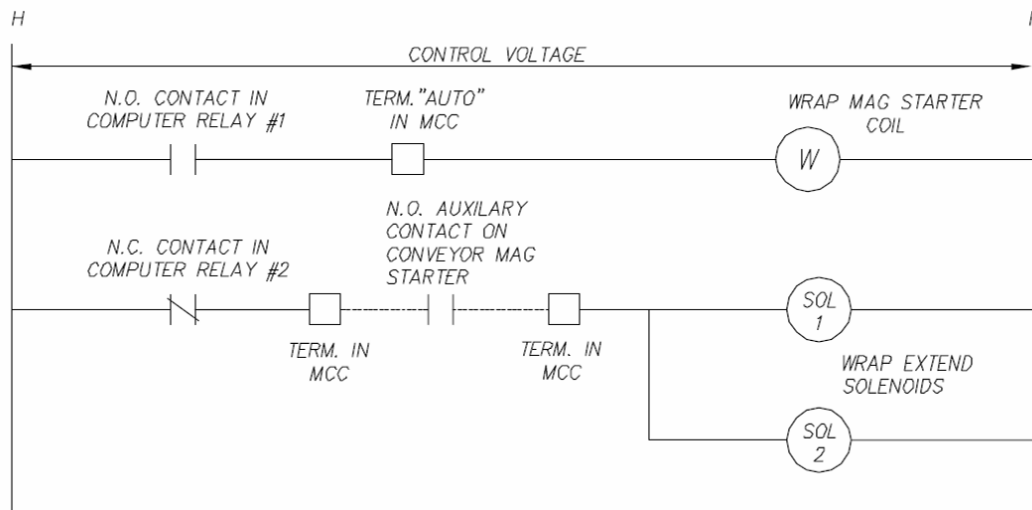 H
CONTROL VOLTAGE
N.O. CONTACT IN
COMPUTER RELAY #1
TERM."AUTO"
IN MCC
WRAP MAG STARTER
COIL
W
N.O. AUXILARY
CONTACT ON
CONVEYOR MAG
STARTER
N.C. CONTACT IN
COMPUTER RELAY #2
TERM. IN
MCC
TERM. IN
MCC
SOL
1
WRAP EXTEND
SOLENOIDS
SOL
2